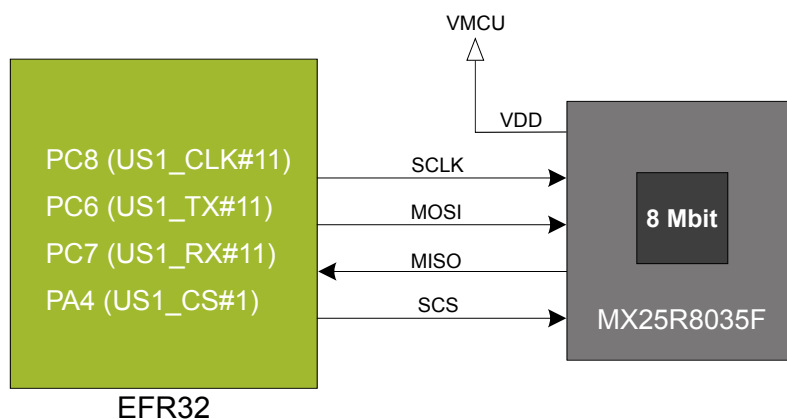 VMCU
VDD
PC8 (US1_CLK#11)
SCLK
PC6 (US1_TX#11)
MOSI
8 Mbit
PC7 (US1_RX#11)
MISO
PA4 (US1_CS#1)
SCS
MX25R8035F
EFR32